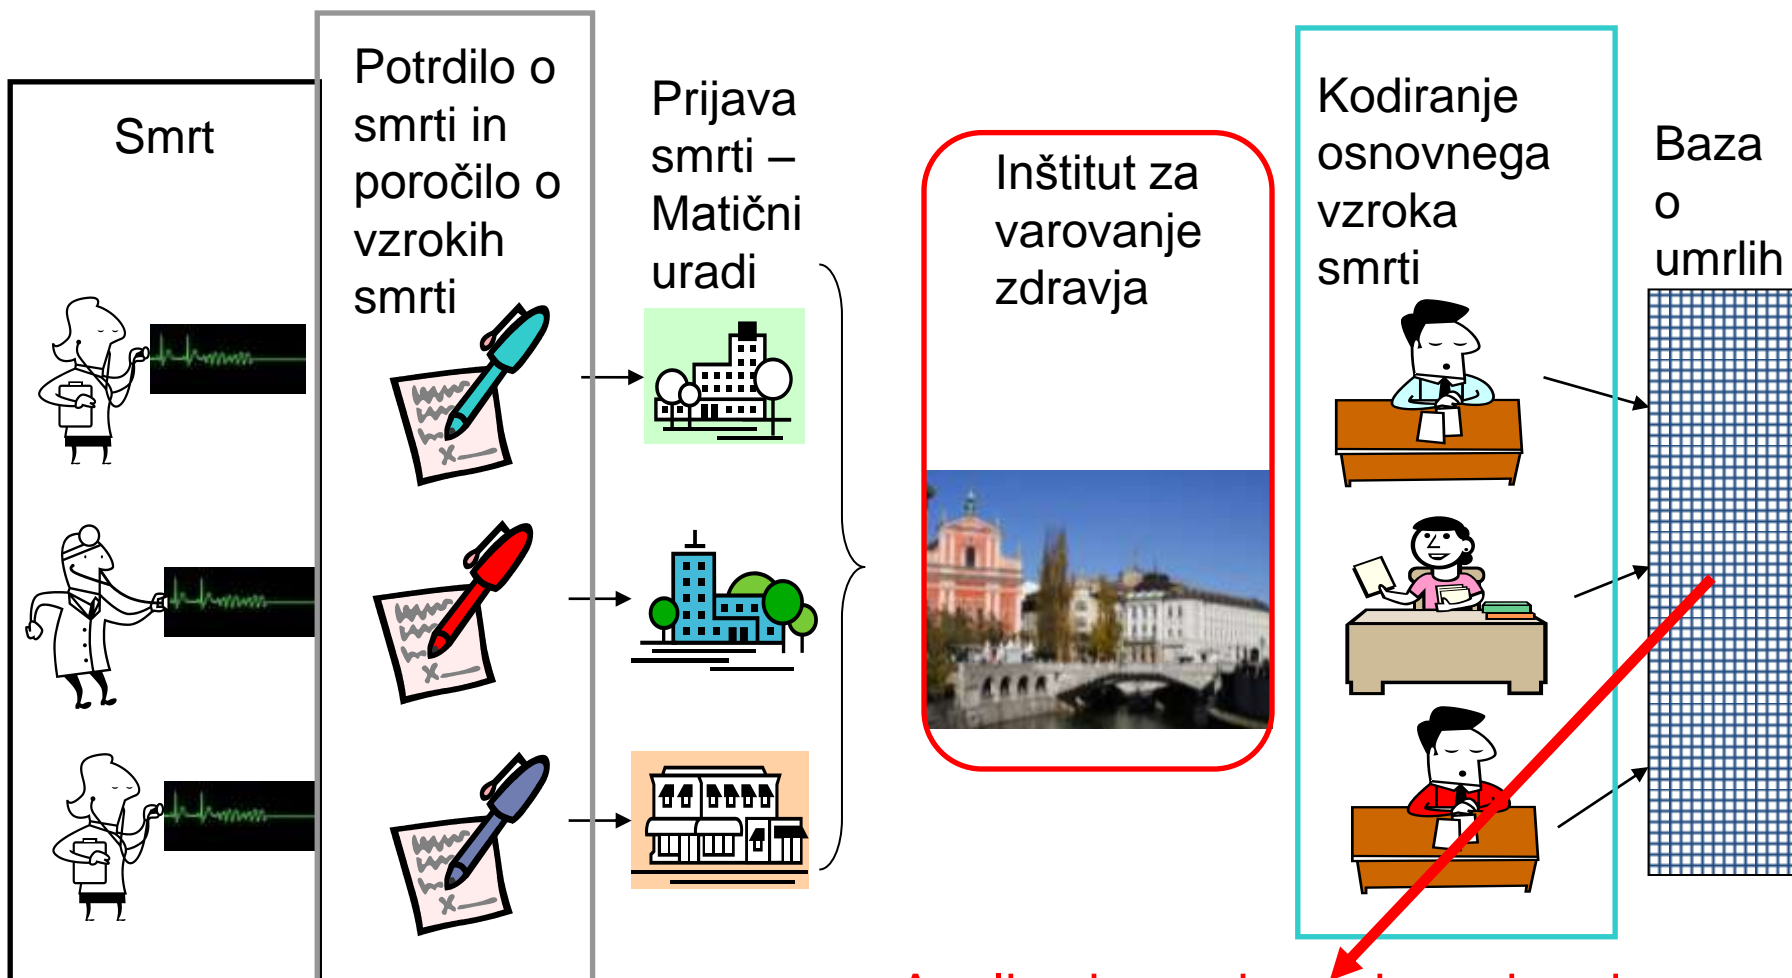 Smrt
Potrdilo o
smrti in
poročilo o
vzrokih
smrti
Prijava
smrti –
Matični
uradi
Inštitut za
varovanje
zdravja
Kodiranje
osnovnega
vzroka
smrti
Baza
o
umrlih